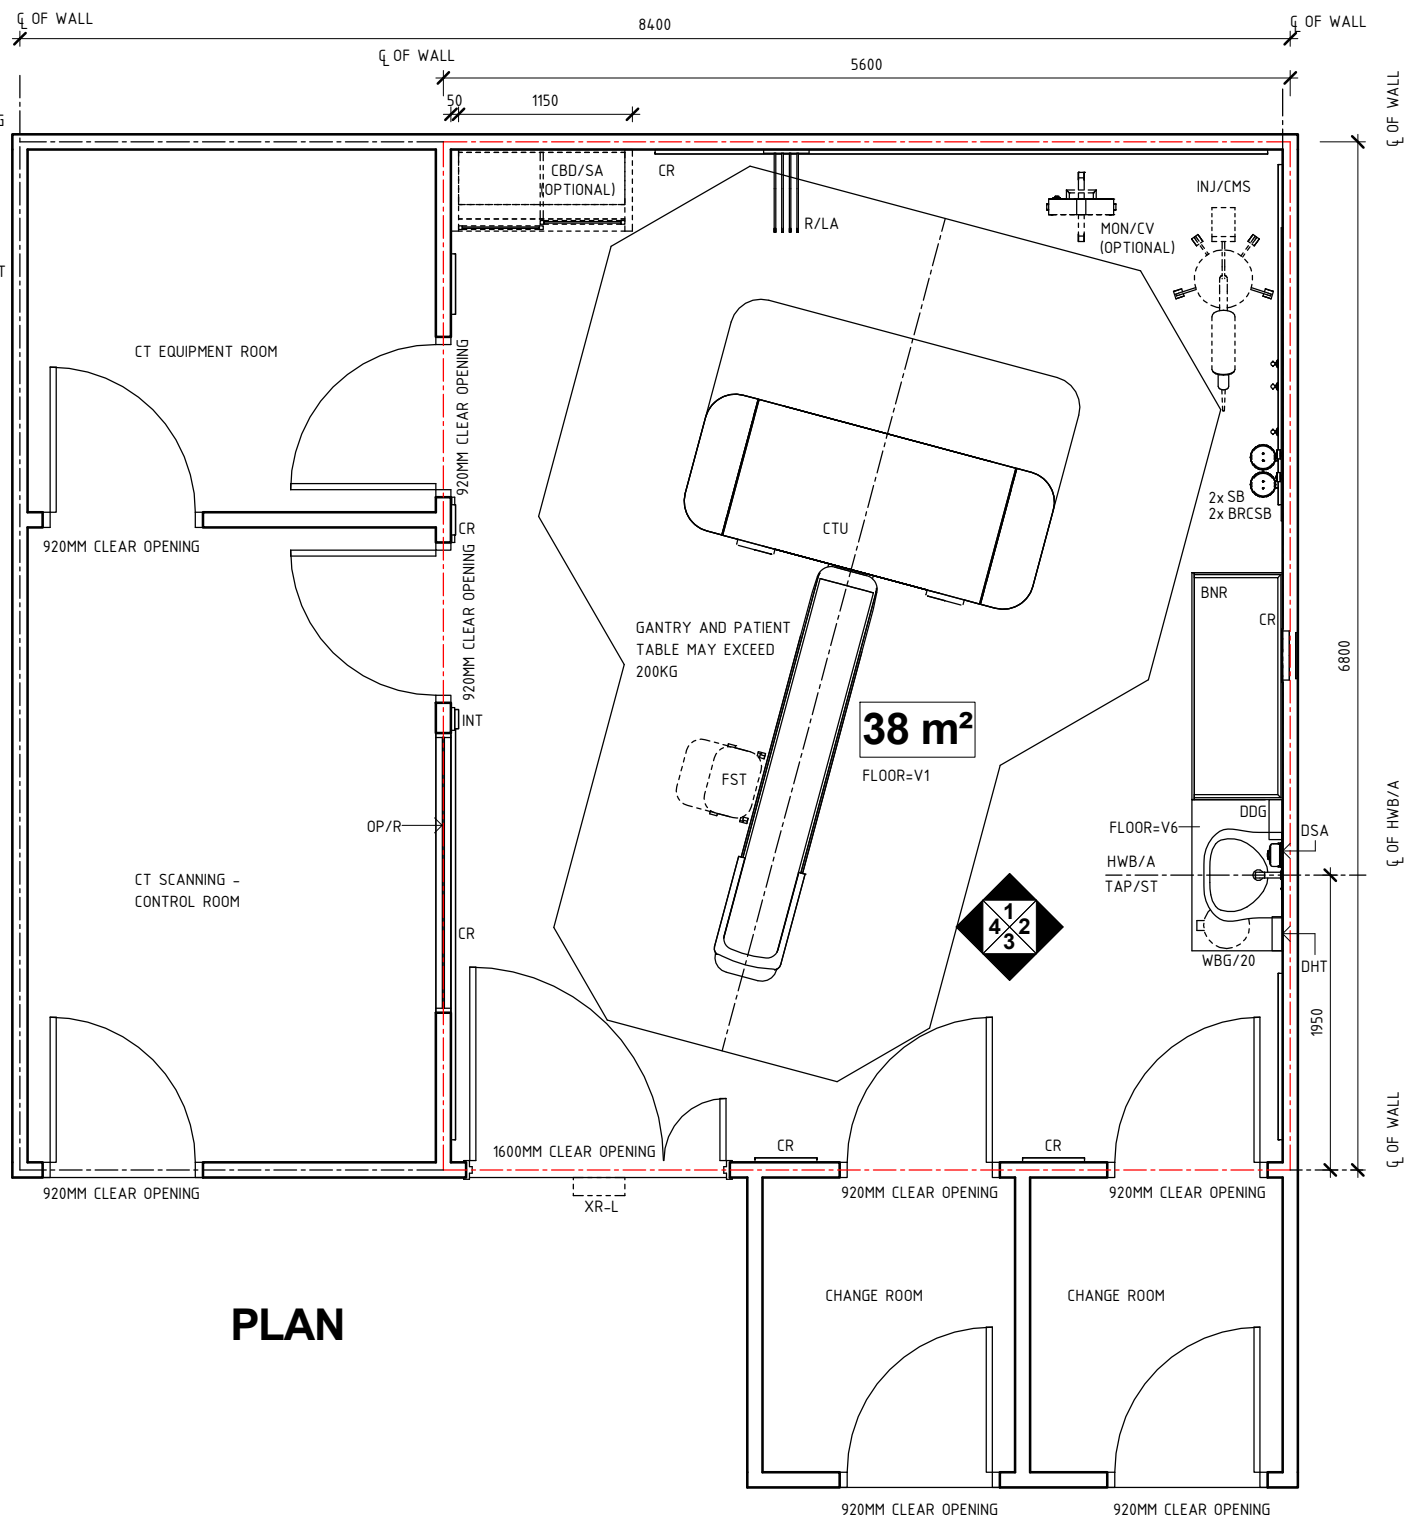 ℄ OF WALL
8400
℄ OF WALL
℄ OF WALL
5600
50
1150
℄ OF WALL
G
CBD/SA
(OPTIONAL)
CR
INJ/CMS
R/LA
MON/CV
(OPTIONAL)
T
CT EQUIPMENT ROOM
920MM CLEAR OPENING
2x SB
2x BRCSB
CTU
CR
920MM CLEAR OPENING
920MM CLEAR OPENING
BNR
CR
GANTRY AND PATIENT
TABLE MAY EXCEED
200KG
6800
INT
38 m²
FLOOR=V1
FST
OP/R
FLOOR=V6
DDG
DSA
℄ OF HWB/A
HWB/A
TAP/ST
CT SCANNING -
CONTROL ROOM
1
4 2
3
CR
WBG/20
DHT
1950
1600MM CLEAR OPENING
CR
CR
℄ OF WALL
920MM CLEAR OPENING
920MM CLEAR OPENING
920MM CLEAR OPENING
XR-L
CHANGE ROOM
CHANGE ROOM
PLAN
920MM CLEAR OPENING
920MM CLEAR OPENING